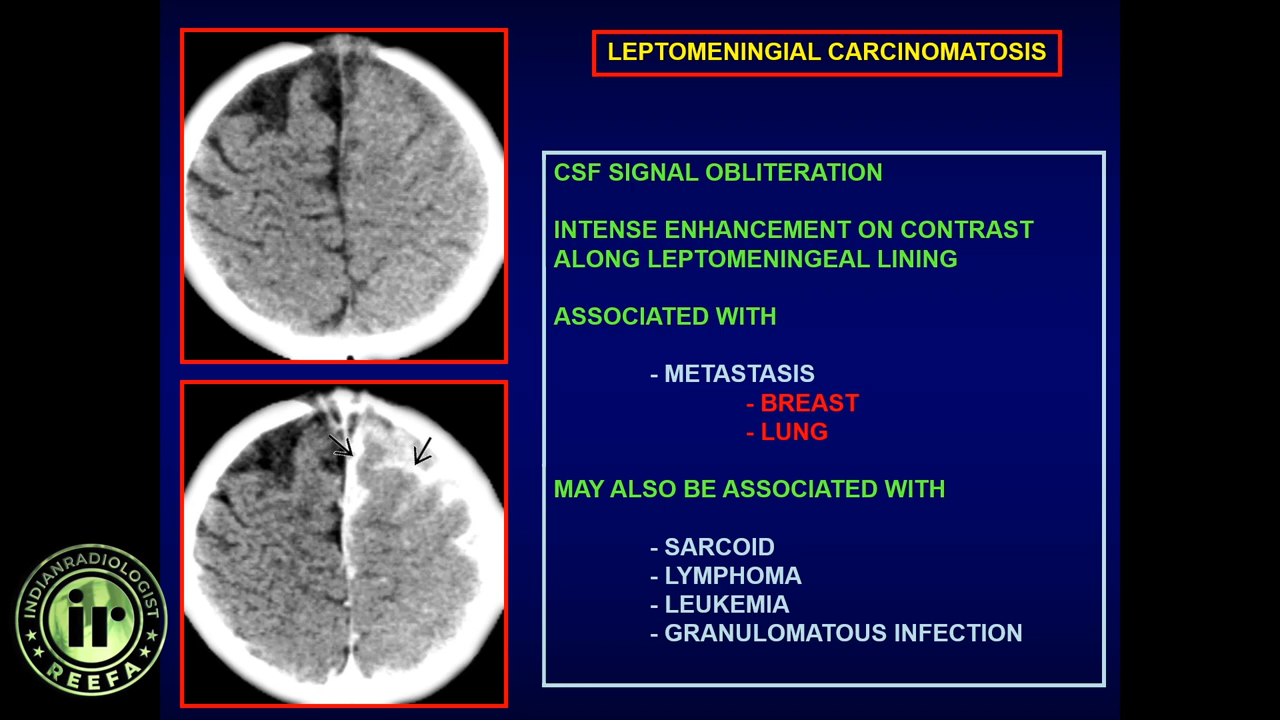 LEPTOMENINGIAL CARCINOMATOSIS
CSF SIGNAL OBLITERATION
INTENSE ENHANCEMENT ON CONTRAST
ALONG LEPTOMENINGEAL LINING
ASSOCIATED WITH
- METASTASIS
- BREAST
- LUNG
MAY ALSO BE ASSOCIATED WITH
- SARCOID
- LYMPHOMA
- LEUKEMIA
- GRANULOMATOUS INFECTION
INDIANRADIOLOGIST
ir
REEFA